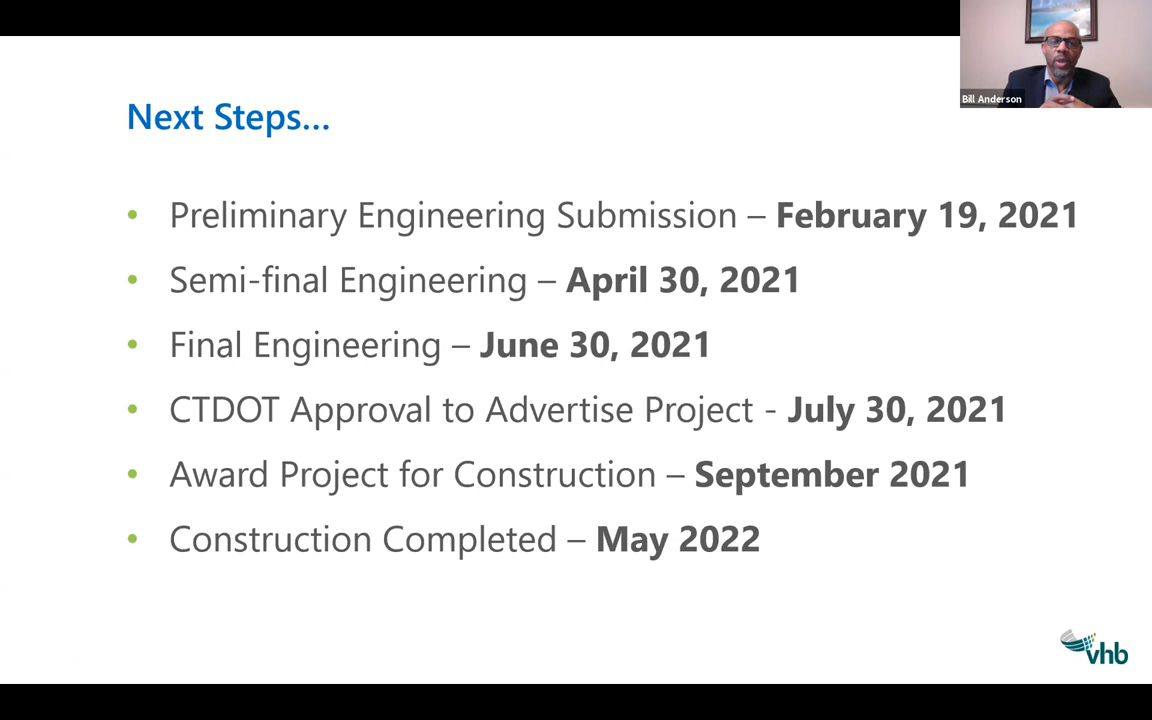 Bill Anderson
Next Steps...
• Preliminary Engineering Submission – February 19, 2021
• Semi-final Engineering – April 30, 2021
• Final Engineering – June 30, 2021
• CTDOT Approval to Advertise Project - July 30, 2021
• Award Project for Construction – September 2021
• Construction Completed – May 2022
vhb